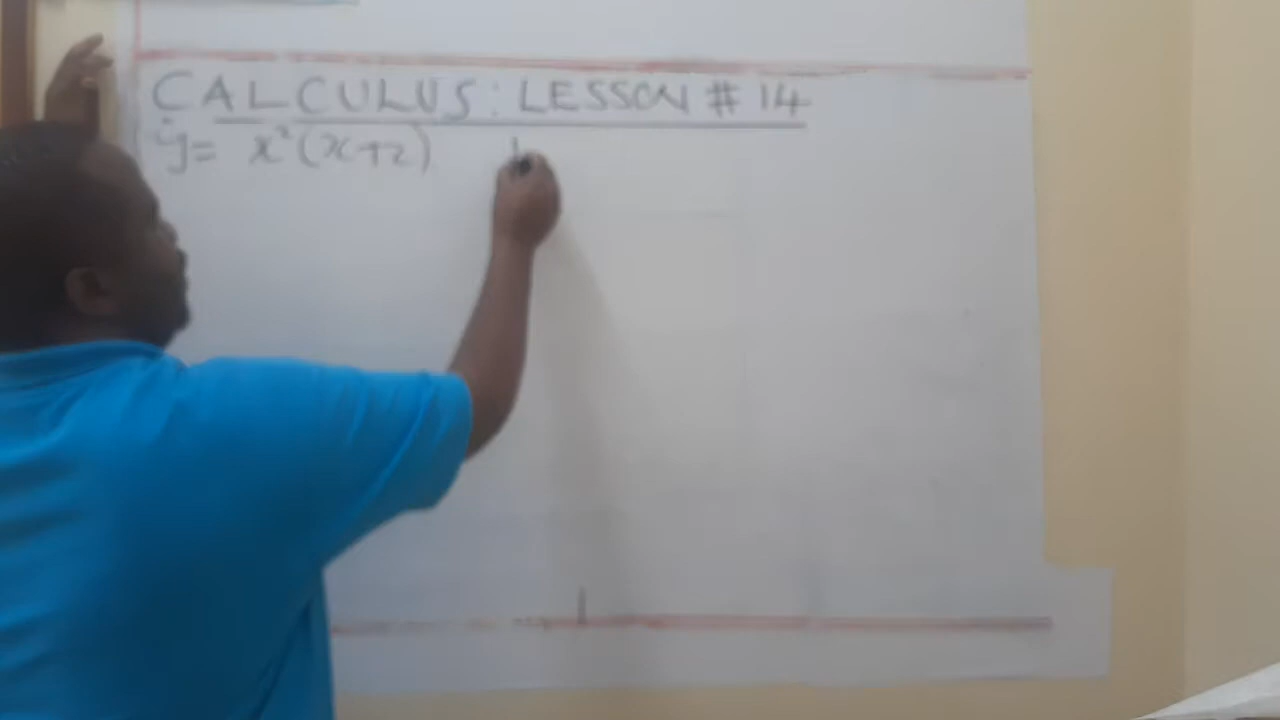 CALCULUS: LESSON # 14
y = x²(x+2)